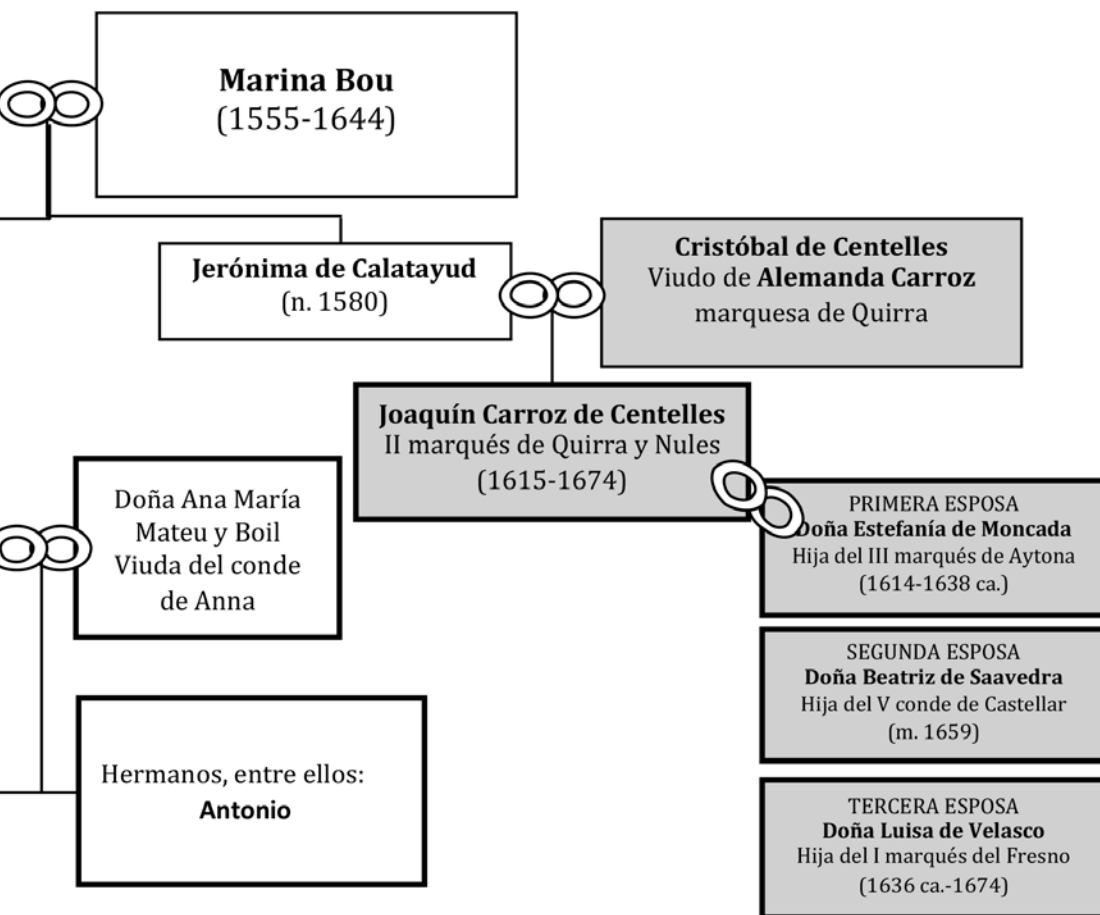 Marina Bou
(1555-1644)
Jerónima de Calatayud
(n. 1580)
Cristóbal de Centelles
Viudo de Alemanda Carroz
marquesa de Quirra
Joaquín Carroz de Centelles
II marqués de Quirra y Nules
(1615-1674)
Doña Ana María
Mateu y Boil
Viuda del conde
de Anna
PRIMERA ESPOSA
Doña Estefanía de Moncada
Hija del III marqués de Aytona
(1614-1638 ca.)
SEGUNDA ESPOSA
Doña Beatriz de Saavedra
Hija del V conde de Castellar
(m. 1659)
Hermanos, entre ellos:
Antonio
TERCERA ESPOSA
Doña Luisa de Velasco
Hija del I marqués del Fresno
(1636 ca.-1674)